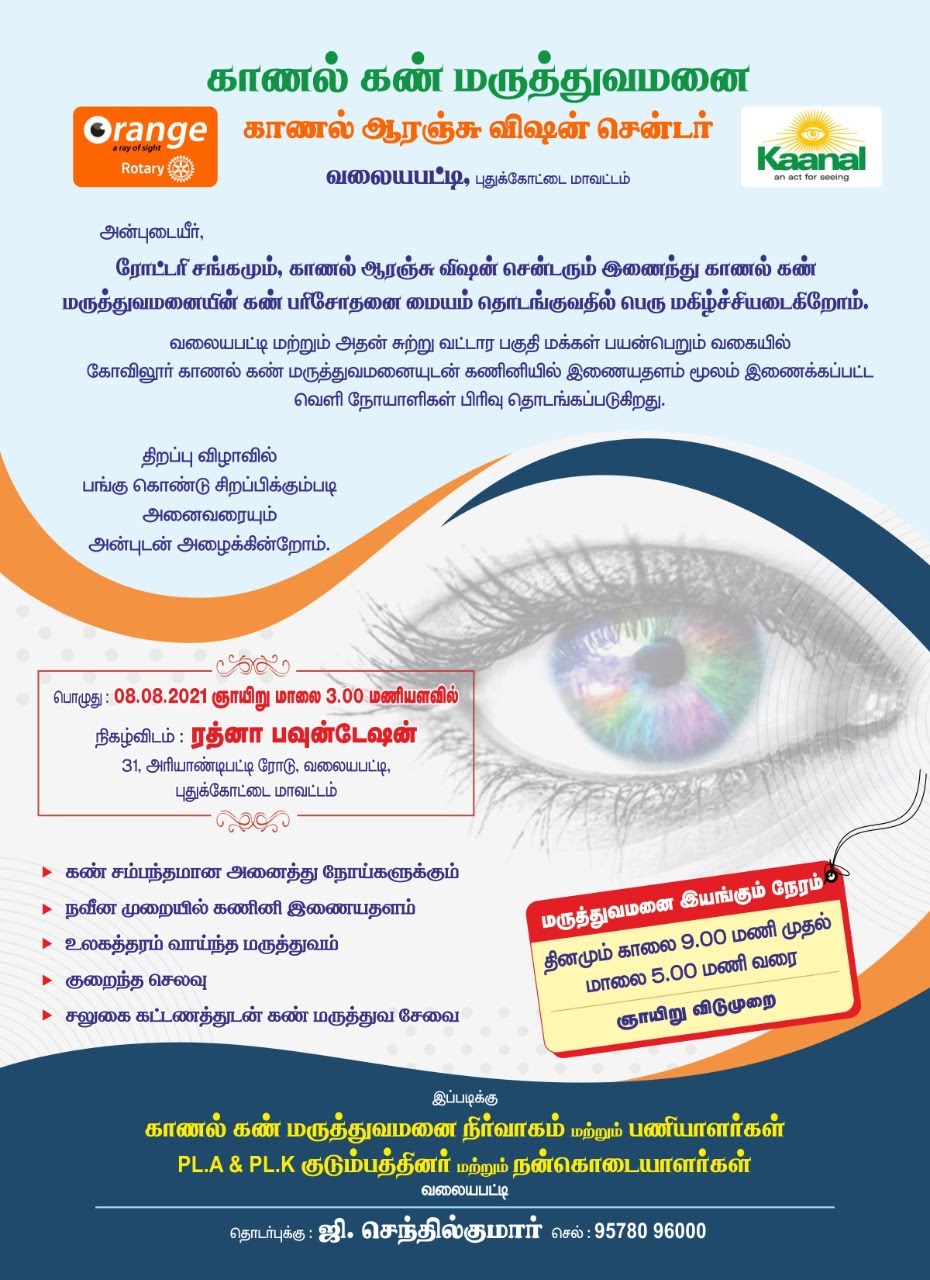 காணல் கண் மருத்துவமனை
Orange
a ray of sight
Rotary
காணல் ஆரஞ்சு விஷன் சென்டர்
Kaanal
an act for seeing
வலையபட்டி, புதுக்கோட்டை மாவட்டம்
அன்புடையீர்,
ரோட்டரி சங்கமும், காணல் ஆரஞ்சு விஷன் சென்டரும் இணைந்து காணல் கண்
மருத்துவமனையின் கண் பரிசோதனை மையம் தொடங்குவதில் பெரு மகிழ்ச்சியடைகிறோம்.
வலையபட்டி மற்றும் அதன் சுற்று வட்டார பகுதி மக்கள் பயன்பெறும் வகையில்
கோவிலூர் காணல் கண் மருத்துவமனையுடன் கணினியில் இணையதளம் மூலம் இணைக்கப்பட்ட
வெளி நோயாளிகள் பிரிவு தொடங்கப்படுகிறது.
திறப்பு விழாவில்
பங்கு கொண்டு சிறப்பிக்கும்படி
அனைவரையும்
அன்புடன் அழைக்கின்றோம்.
பொழுது : 08.08.2021 ஞாயிறு மாலை 3.00 மணியளவில்
நிகழ்விடம் : ரத்னா பவுன்டேஷன்
31, அரியாண்டிபட்டி ரோடு, வலையபட்டி,
புதுக்கோட்டை மாவட்டம்
கண் சம்பந்தமான அனைத்து நோய்களுக்கும்
நவீன முறையில் கணினி இணையதளம்
உலகத்தரம் வாய்ந்த மருத்துவம்
குறைந்த செலவு
சலுகை கட்டணத்துடன் கண் மருத்துவ சேவை
மருத்துவமனை இயங்கும் நேரம்
தினமும் காலை 9.00 மணி முதல்
மாலை 5.00 மணி வரை
ஞாயிறு விடுமுறை
இப்படிக்கு
காணல் கண் மருத்துவமனை நிர்வாகம் மற்றும் பணியாளர்கள்
PL.A & PL.K குடும்பத்தினர் மற்றும் நன்கொடையாளர்கள்
வலையபட்டி
தொடர்புக்கு : ஜி. செந்தில்குமார் செல் : 95780 96000